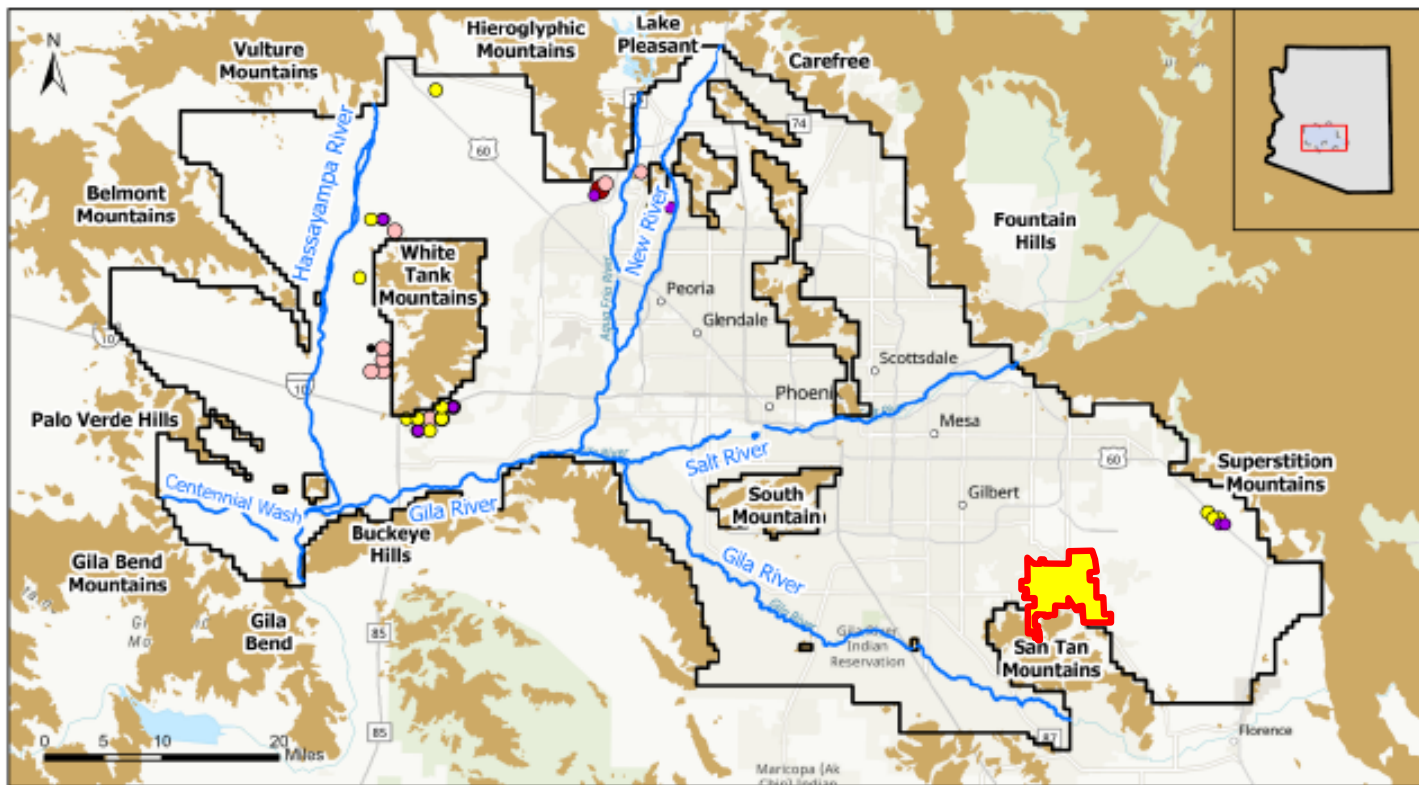 N
Vulture
Mountains
Hieroglyphic
Mountains
Lake
Pleasant
Carefree
74
74
60
Hassayampa River
New River
Agua Fria River
Belmont
Mountains
White
Tank
Mountains
Fountain
Hills
Peoria
Glendale
Scottsdale
Phoenix
Mesa
10
10
Palo Verde Hills
Salt River
60
Superstition
Mountains
Gilbert
South
Mountain
Centennial Wash
Gila River
Buckeye
Hills
Gila River
Gila River
Gila Bend
Mountains
Gila
Bend
85
85
Gila River
Indian
Reservation
San Tan
Mountains
87
Florence
Maricopa (Ak
Chin) Indian
0 5 10 20
Miles